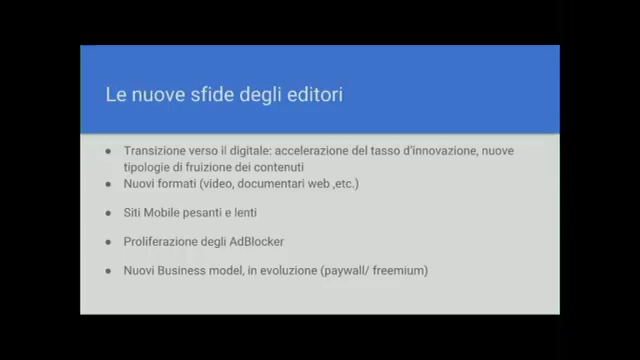 Le nuove sfide degli editori
● Transizione verso il digitale: accelerazione del tasso d'innovazione, nuove
tipologie di fruizione dei contenuti
● Nuovi formati (video, documentari web ,etc.)
● Siti Mobile pesanti e lenti
● Proliferazione degli AdBlocker
● Nuovi Business model, in evoluzione (paywall/ freemium)